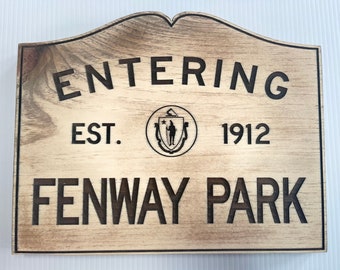 ENTERING
EST. 1912
FENWAY PARK